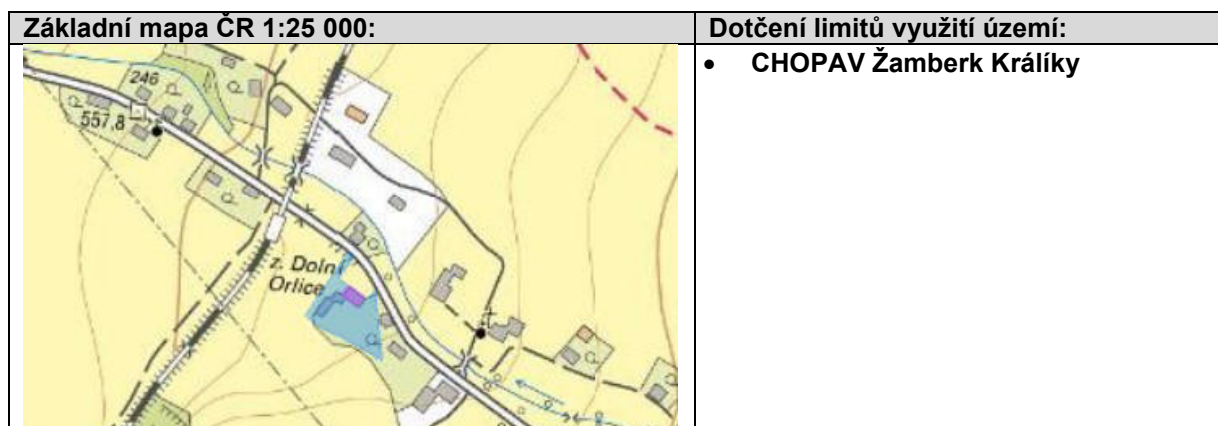 Základní mapa ČR 1:25 000:
Dotčení limitů využití území:
• CHOPAV Žamberk Králíky
246
557,8
z. Dolní
Orlice